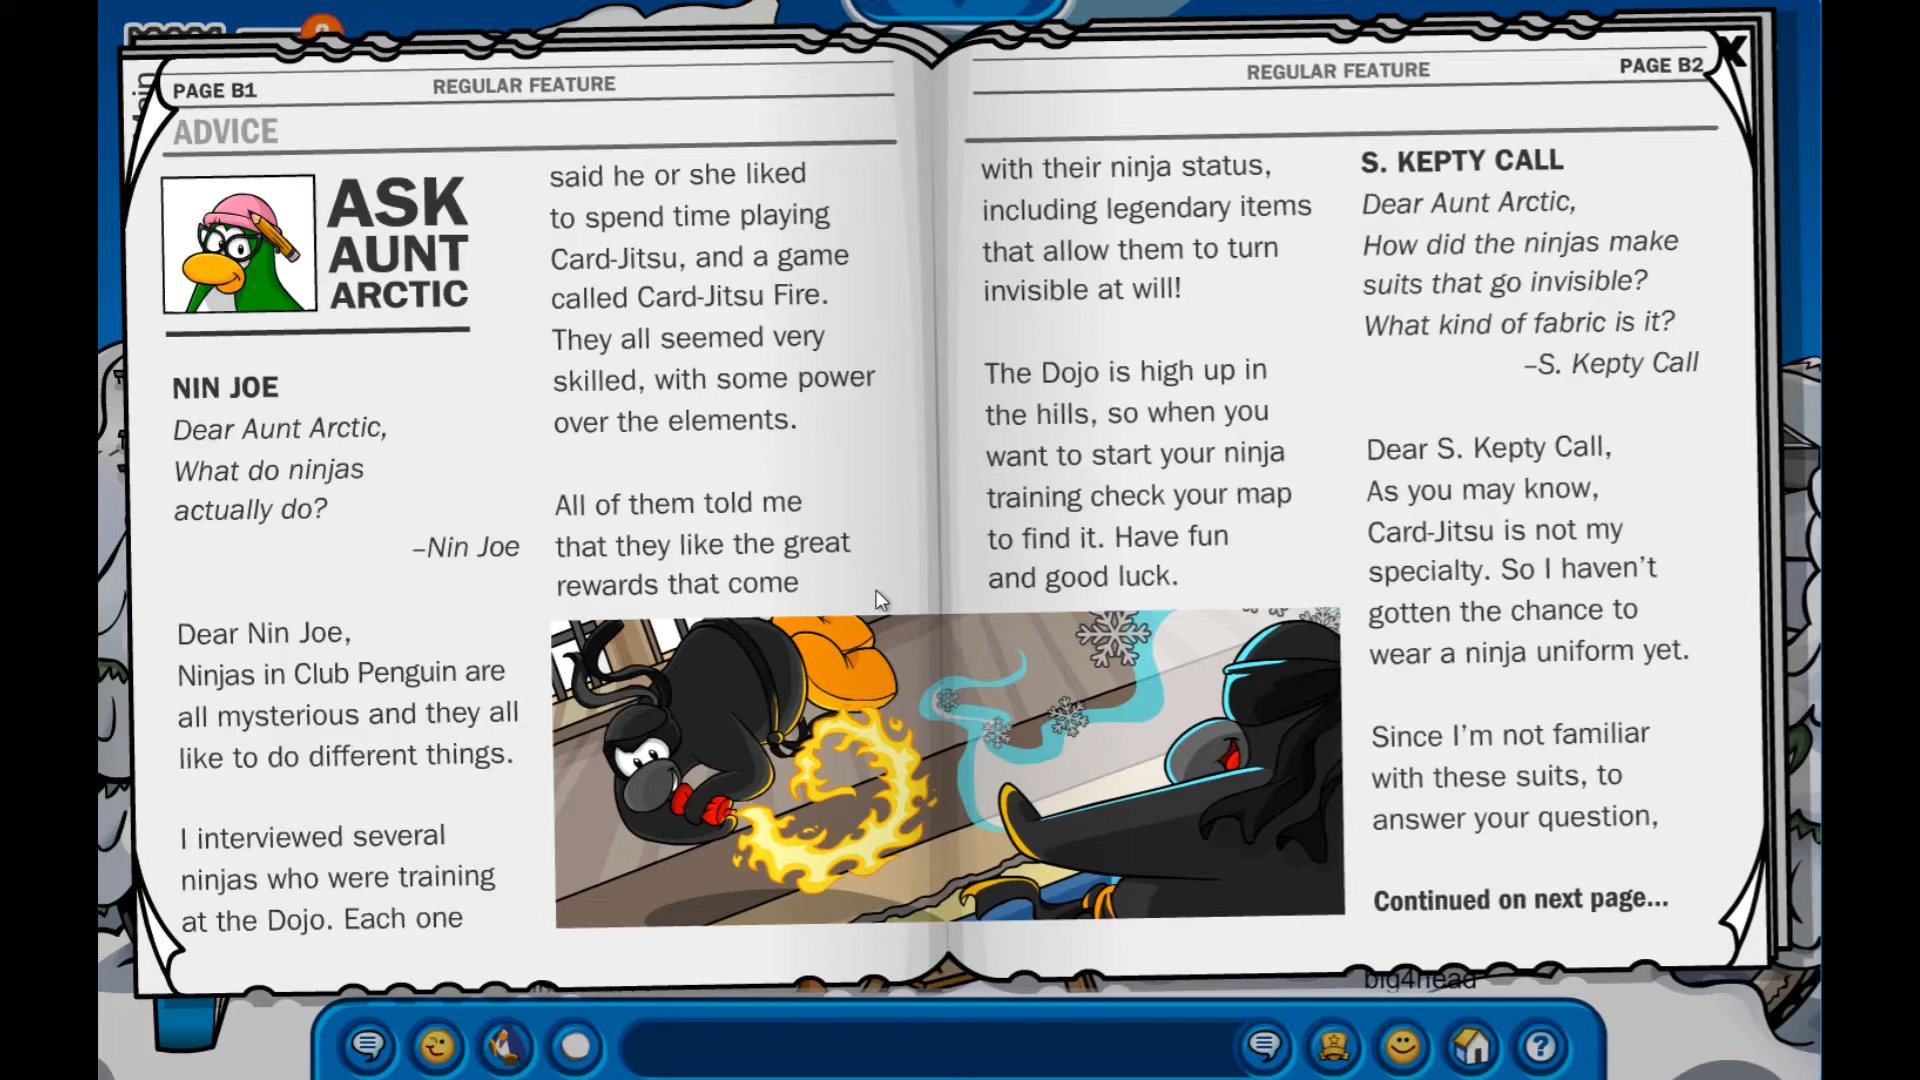 PAGE B1
REGULAR FEATURE
ADVICE
ASK
AUNT
ARCTIC
NIN JOE
Dear Aunt Arctic,
What do ninjas
actually do?
–Nin Joe
Dear Nin Joe,
Ninjas in Club Penguin are
all mysterious and they all
like to do different things.
I interviewed several
ninjas who were training
at the Dojo. Each one
said he or she liked
to spend time playing
Card-Jitsu, and a game
called Card-Jitsu Fire.
They all seemed very
skilled, with some power
over the elements.
All of them told me
that they like the great
rewards that come
REGULAR FEATURE
PAGE B2
X
with their ninja status,
including legendary items
that allow them to turn
invisible at will!
The Dojo is high up in
the hills, so when you
want to start your ninja
training check your map
to find it. Have fun
and good luck.
S. KEPTY CALL
Dear Aunt Arctic,
How did the ninjas make
suits that go invisible?
What kind of fabric is it?
–S. Kepty Call
Dear S. Kepty Call,
As you may know,
Card-Jitsu is not my
specialty. So I haven't
gotten the chance to
wear a ninja uniform yet.
Since I'm not familiar
with these suits, to
answer your question,
Continued on next page...
big4head
?